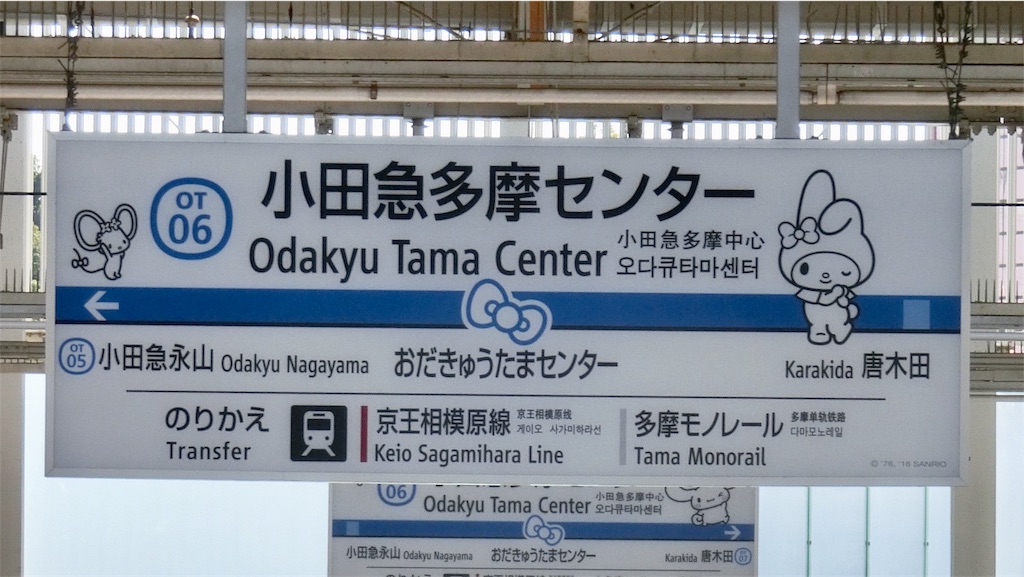 OT
06
小田急多摩センター
Odakyu Tama Center
小田急多摩中心
오다큐타마센터
OT
05
小田急永山 Odakyu Nagayama
おだきゅうたまセンター
Karakida 唐木田
のりかえ
Transfer
京王相模原線
京王相模原线
게이오 사가미하라선
Keio Sagamihara Line
多摩モノレール
多摩单轨铁路
다마모노레일
Tama Monorail
© '76, '16 SANRIO
06
Odakyu Tama Center
小田急多摩中心
오다큐타마센터
小田急永山 Odakyu Nagayama
おだきゅうたまセンター
Karakida 唐木田
のりかえ